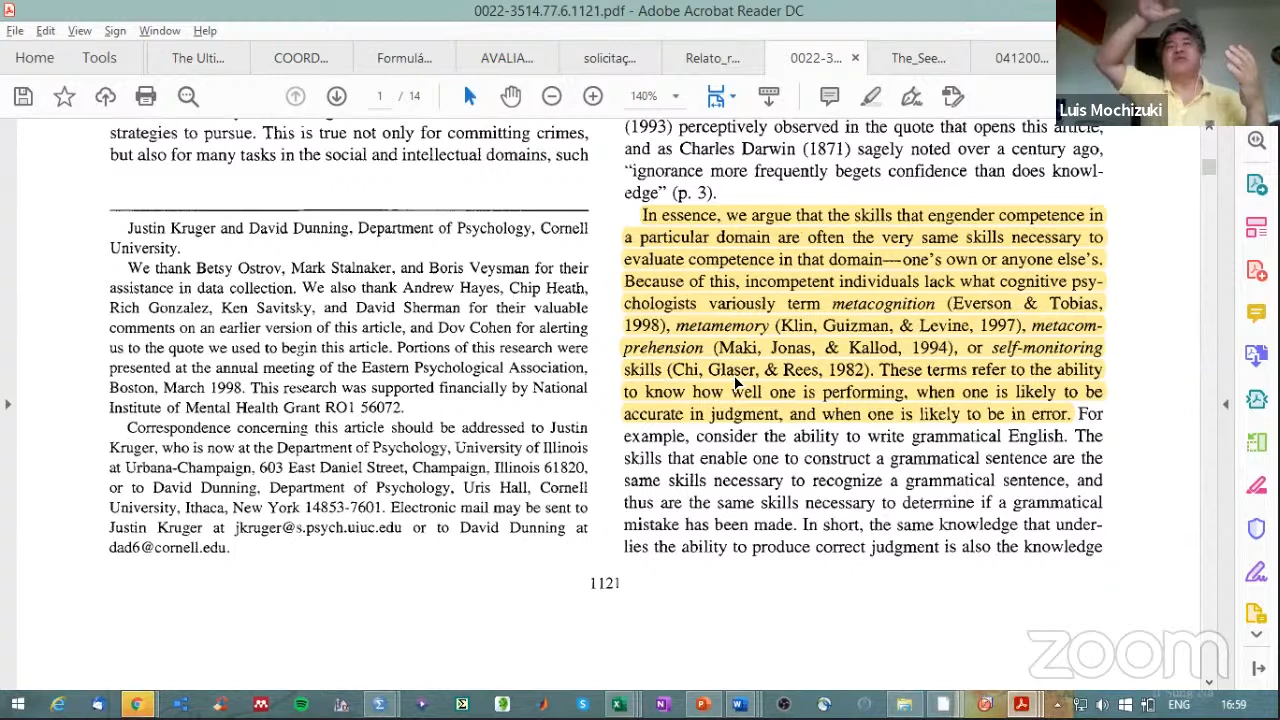 0022-3514.77.6.1121.pdf - Adobe Acrobat Reader DC
File Edit View Sign Window Help
Home Tools The Ulti... COORD... Formulá... AVALIA... solicitaç... Relato_r... 0022-3... × The_See... 041200...
1 / 14 140%
Luis Mochizuki
strategies to pursue. This is true not only for committing crimes,
but also for many tasks in the social and intellectual domains, such
Justin Kruger and David Dunning, Department of Psychology, Cornell
University.
We thank Betsy Ostrov, Mark Stalnaker, and Boris Veysman for their
assistance in data collection. We also thank Andrew Hayes, Chip Heath,
Rich Gonzalez, Ken Savitsky, and David Sherman for their valuable
comments on an earlier version of this article, and Dov Cohen for alerting
us to the quote we used to begin this article. Portions of this research were
presented at the annual meeting of the Eastern Psychological Association,
Boston, March 1998. This research was supported financially by National
Institute of Mental Health Grant RO1 56072.
Correspondence concerning this article should be addressed to Justin
Kruger, who is now at the Department of Psychology, University of Illinois
at Urbana-Champaign, 603 East Daniel Street, Champaign, Illinois 61820,
or to David Dunning, Department of Psychology, Uris Hall, Cornell
University, Ithaca, New York 14853-7601. Electronic mail may be sent to
Justin Kruger at jkruger@s.psych.uiuc.edu or to David Dunning at
dad6@cornell.edu.
(1993) perceptively observed in the quote that opens this article,
and as Charles Darwin (1871) sagely noted over a century ago,
“ignorance more frequently begets confidence than does knowl-
edge” (p. 3).
In essence, we argue that the skills that engender competence in
a particular domain are often the very same skills necessary to
evaluate competence in that domain—one’s own or anyone else’s.
Because of this, incompetent individuals lack what cognitive psy-
chologists variously term metacognition (Everson & Tobias,
1998), metamemory (Klin, Guizman, & Levine, 1997), metacom-
prehension (Maki, Jonas, & Kallod, 1994), or self-monitoring
skills (Chi, Glaser, & Rees, 1982). These terms refer to the ability
to know how well one is performing, when one is likely to be
accurate in judgment, and when one is likely to be in error. For
example, consider the ability to write grammatical English. The
skills that enable one to construct a grammatical sentence are the
same skills necessary to recognize a grammatical sentence, and
thus are the same skills necessary to determine if a grammatical
mistake has been made. In short, the same knowledge that under-
lies the ability to produce correct judgment is also the knowledge
1121
zoom
ENG 16:59